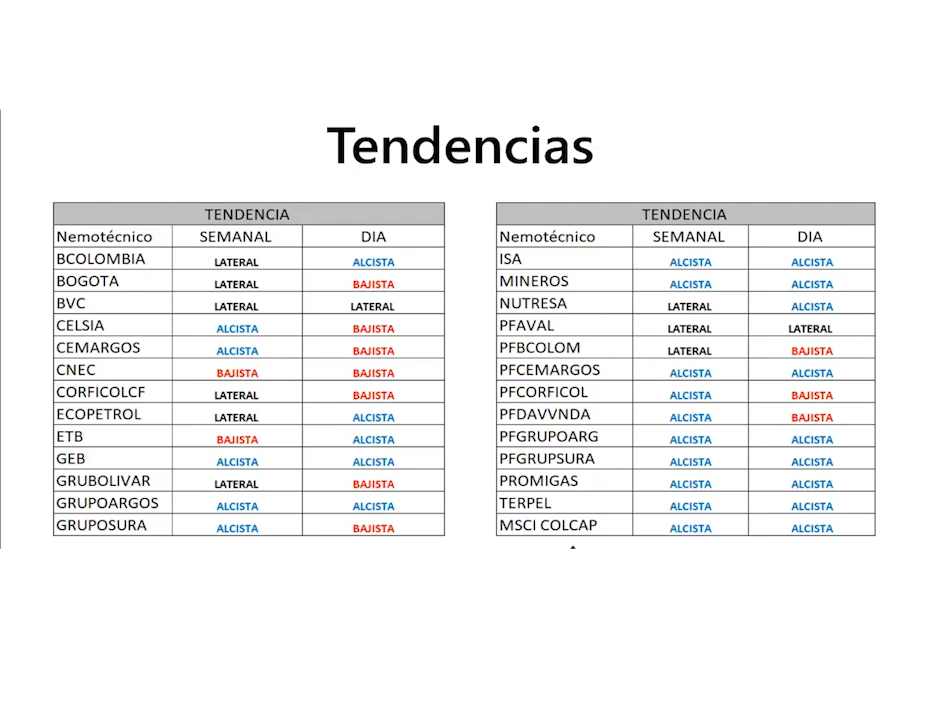 Tendencias
TENDENCIA
Nemotécnico SEMANAL DIA
BCOLOMBIA LATERAL ALCISTA
BOGOTA LATERAL BAJISTA
BVC LATERAL LATERAL
CELSIA ALCISTA BAJISTA
CEMARGOS ALCISTA BAJISTA
CNEC BAJISTA BAJISTA
CORFICOLCF LATERAL BAJISTA
ECOPETROL LATERAL ALCISTA
ETB BAJISTA ALCISTA
GEB ALCISTA ALCISTA
GRUBOLIVAR LATERAL BAJISTA
GRUPOARGOS ALCISTA ALCISTA
GRUPOSURA ALCISTA BAJISTA
TENDENCIA
Nemotécnico SEMANAL DIA
ISA ALCISTA ALCISTA
MINEROS ALCISTA ALCISTA
NUTRESA LATERAL ALCISTA
PFAVAL LATERAL LATERAL
PFBCOLOM LATERAL BAJISTA
PFCEMARGOS ALCISTA ALCISTA
PFCORFICOL ALCISTA BAJISTA
PFDAVVNDA ALCISTA BAJISTA
PFGRUPOARG ALCISTA ALCISTA
PFGRUPSURA ALCISTA ALCISTA
PROMIGAS ALCISTA ALCISTA
TERPEL ALCISTA ALCISTA
MSCI COLCAP ALCISTA ALCISTA